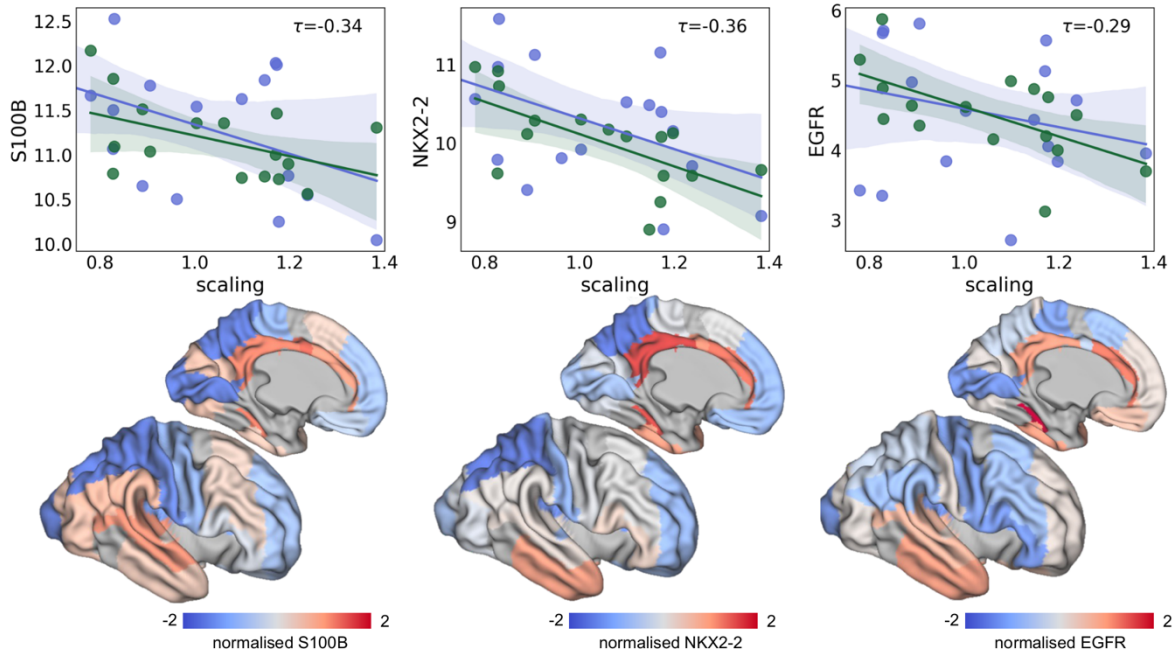 τ=-0.34
12.5
12.0
11.5
11.0
10.5
10.0
S100B
0.8 1.0 1.2 1.4
scaling
τ=-0.36
11
10
9
NKX2-2
0.8 1.0 1.2 1.4
scaling
τ=-0.29
6
5
4
3
EGFR
0.8 1.0 1.2 1.4
scaling
-2 2
normalised S100B
-2 2
normalised NKX2-2
-2 2
normalised EGFR